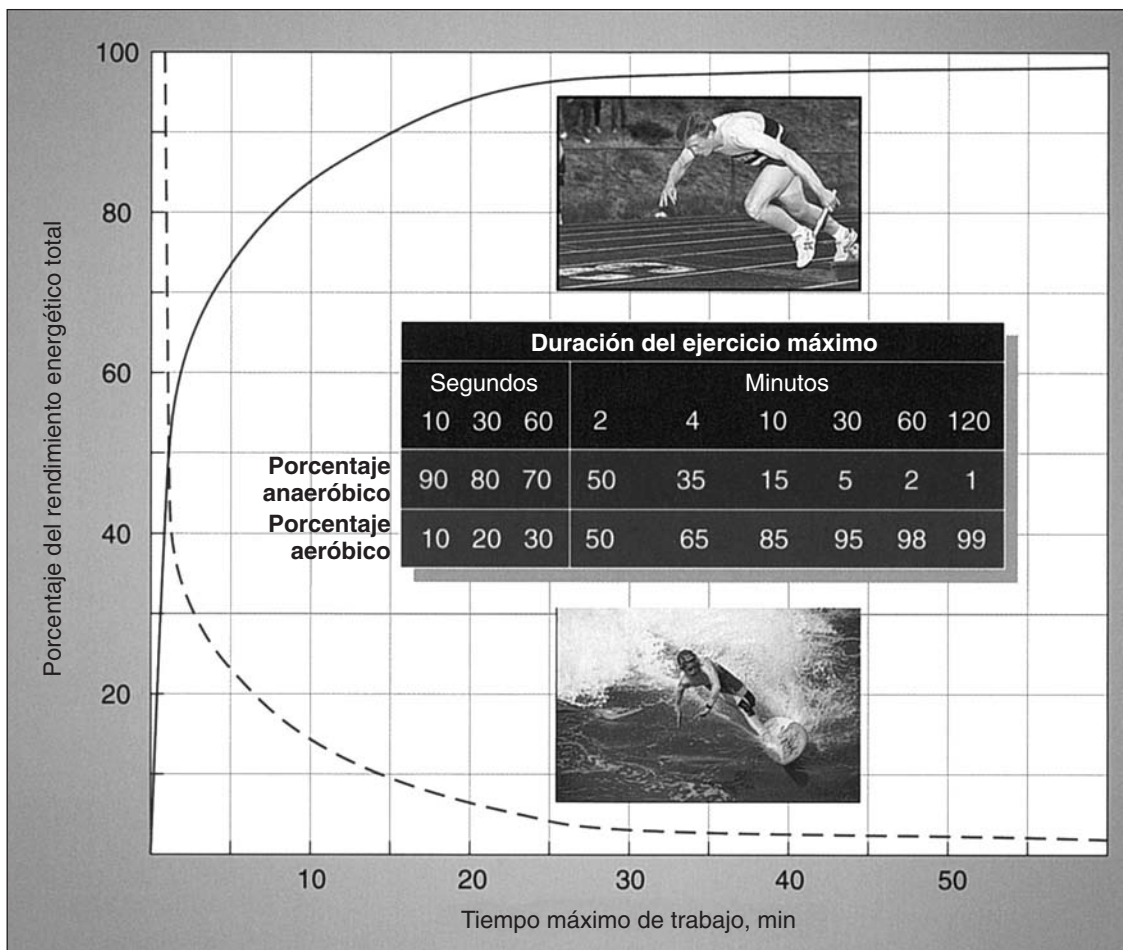 Porcentaje del rendimiento energético total
100
80
60
40
20
Duración del ejercicio máximo
Segundos Minutos
10 30 60 2 4 10 30 60 120
Porcentaje
anaeróbico 90 80 70 50 35 15 5 2 1
Porcentaje
aeróbico 10 20 30 50 65 85 95 98 99
10 20 30 40 50
Tiempo máximo de trabajo, min